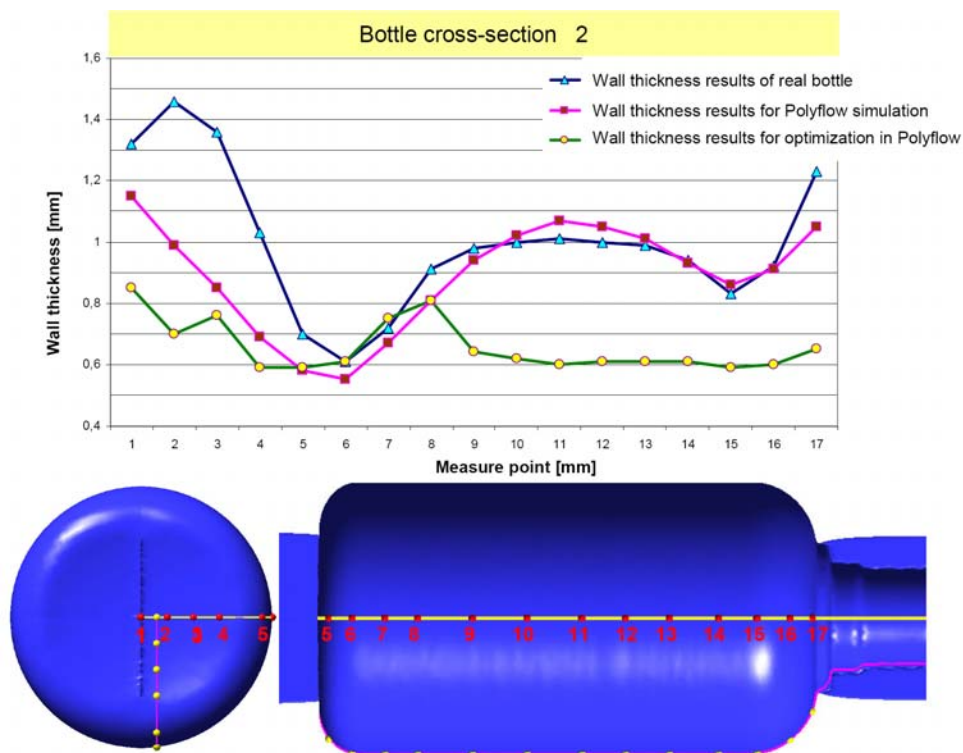 Bottle cross-section 2
1,6
1,4
1,2
1
0,8
0,6
0,4
Wall thickness [mm]
Wall thickness results of real bottle
Wall thickness results for Polyflow simulation
Wall thickness results for optimization in Polyflow
1 2 3 4 5 6 7 8 9 10 11 12 13 14 15 16 17
Measure point [mm]
1 2 3 4 5
5 6 7 8 9 10 11 12 13 14 15 16 17